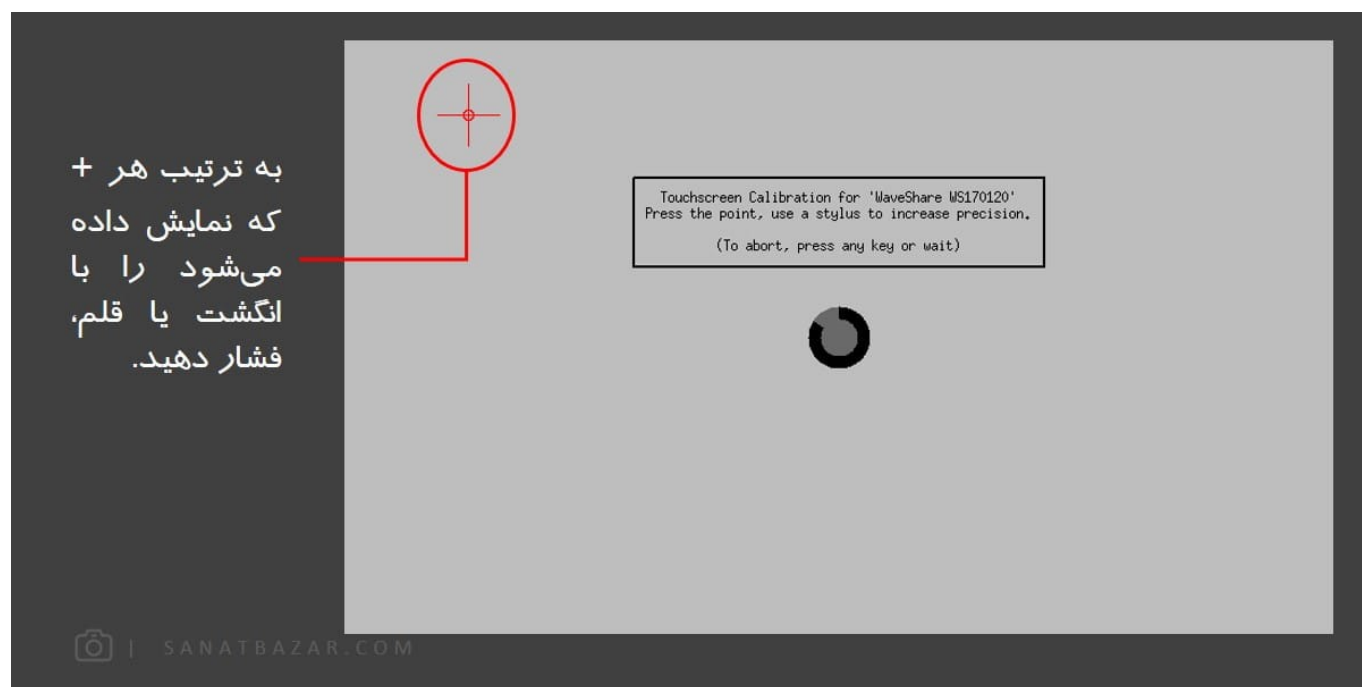 به ترتیب هر +
که نمایش داده
می‌شود را با
انگشت یا قلم،
فشار دهید.
Touchscreen Calibration for 'WaveShare WS170120'
Press the point, use a stylus to increase precision.
(To abort, press any key or wait)
| SANATBAZAR.COM